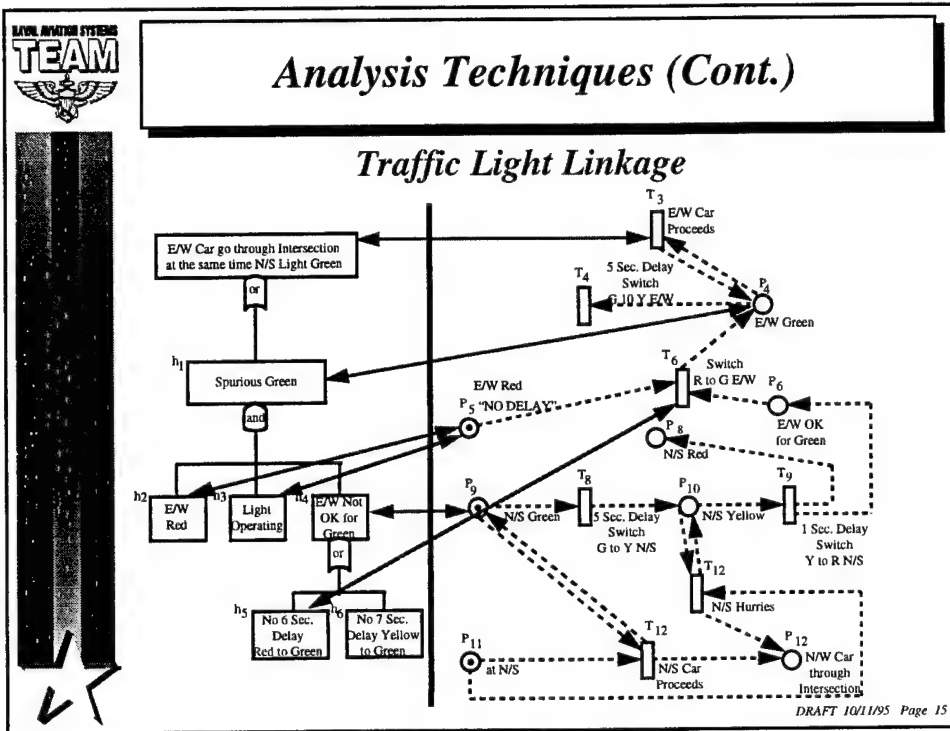 NAVAL AVIATION SYSTEMS
TEAM
Analysis Techniques (Cont.)
Traffic Light Linkage
E/W Car go through Intersection
at the same time N/S Light Green
or
h1
Spurious Green
and
h2
E/W
Red
h3
Light
Operating
h4
E/W Not
OK for
Green
or
h5
No 6 Sec.
Delay
Red to Green
h6
No 7 Sec.
Delay Yellow
to Green
T3
E/W Car
Proceeds
T4
5 Sec. Delay
Switch
G 10 Y E/W
P4
E/W Green
T6
Switch
R to G E/W
E/W Red
P5 "NO DELAY"
P6
E/W OK
for Green
P8
N/S Red
P9
N/S Green
T8
5 Sec. Delay
Switch
G to Y N/S
P10
N/S Yellow
T9
1 Sec. Delay
Switch
Y to R N/S
T12
N/S Hurries
P11
at N/S
T12
N/S Car
Proceeds
P12
N/W Car
through
Intersection
DRAFT 10/11/95 Page 15